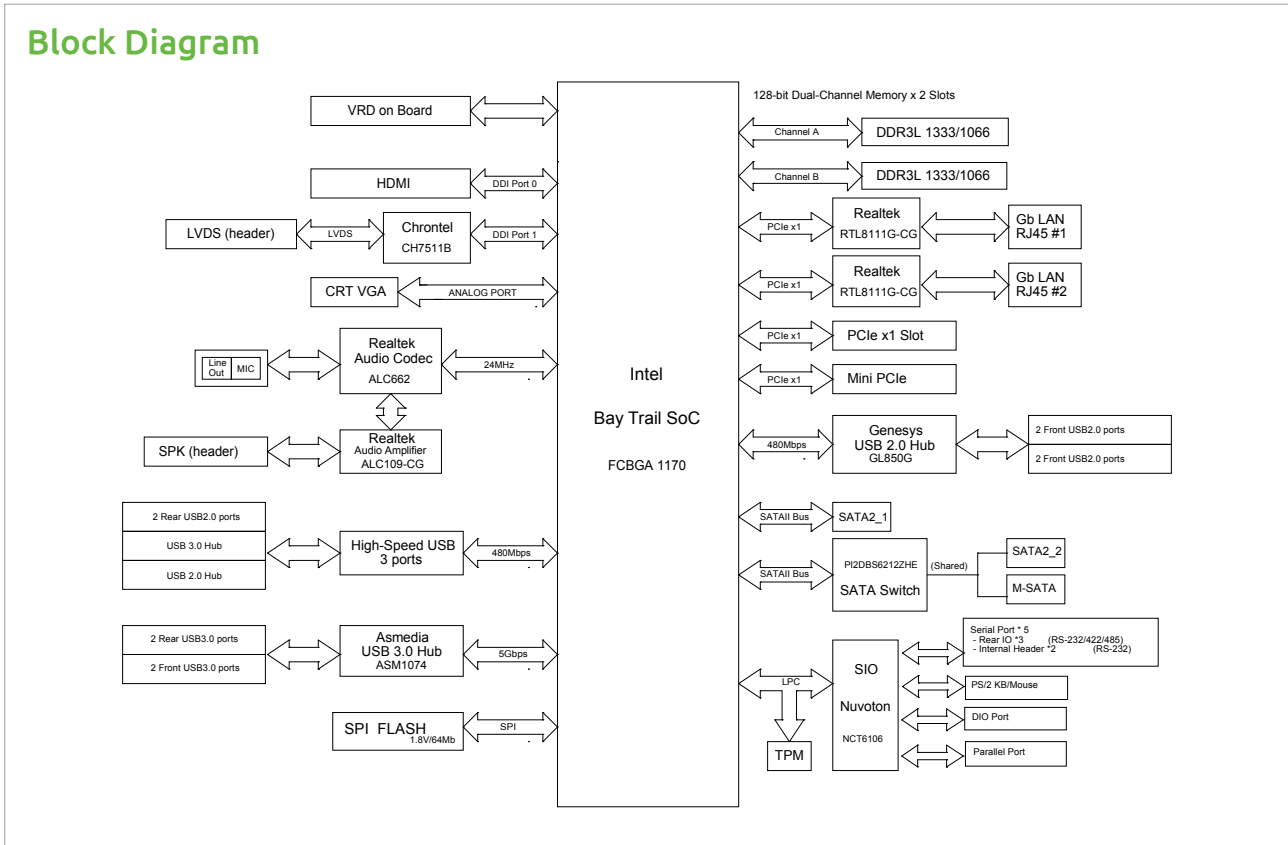 Block Diagram
128-bit Dual-Channel Memory x 2 Slots
VRD on Board
HDMI
DDI Port 0
LVDS (header)
LVDS
Chrontel
CH7511B
DDI Port 1
CRT VGA
ANALOG PORT
Line
Out
MIC
Realtek
Audio Codec
ALC662
24MHz
SPK (header)
Realtek
Audio Amplifier
ALC109-CG
2 Rear USB2.0 ports
USB 3.0 Hub
USB 2.0 Hub
High-Speed USB
3 ports
480Mbps
2 Rear USB3.0 ports
2 Front USB3.0 ports
Asmedia
USB 3.0 Hub
ASM1074
5Gbps
SPI FLASH
1.8V/64Mb
SPI
Intel
Bay Trail SoC
FCBGA 1170
Channel A
DDR3L 1333/1066
Channel B
DDR3L 1333/1066
PCIe x1
Realtek
RTL8111G-CG
Gb LAN
RJ45 #1
PCIe x1
Realtek
RTL8111G-CG
Gb LAN
RJ45 #2
PCIe x1
PCIe x1 Slot
PCIe x1
Mini PCIe
480Mbps
Genesys
USB 2.0 Hub
GL850G
2 Front USB2.0 ports
2 Front USB2.0 ports
SATAII Bus
SATA2_1
SATAII Bus
PI2DBS6212ZHE
SATA Switch
(Shared)
SATA2_2
M-SATA
LPC
TPM
SIO
Nuvoton
NCT6106
Serial Port * 5
- Rear IO *3 (RS-232/422/485)
- Internal Header *2 (RS-232)
PS/2 KB/Mouse
DIO Port
Parallel Port